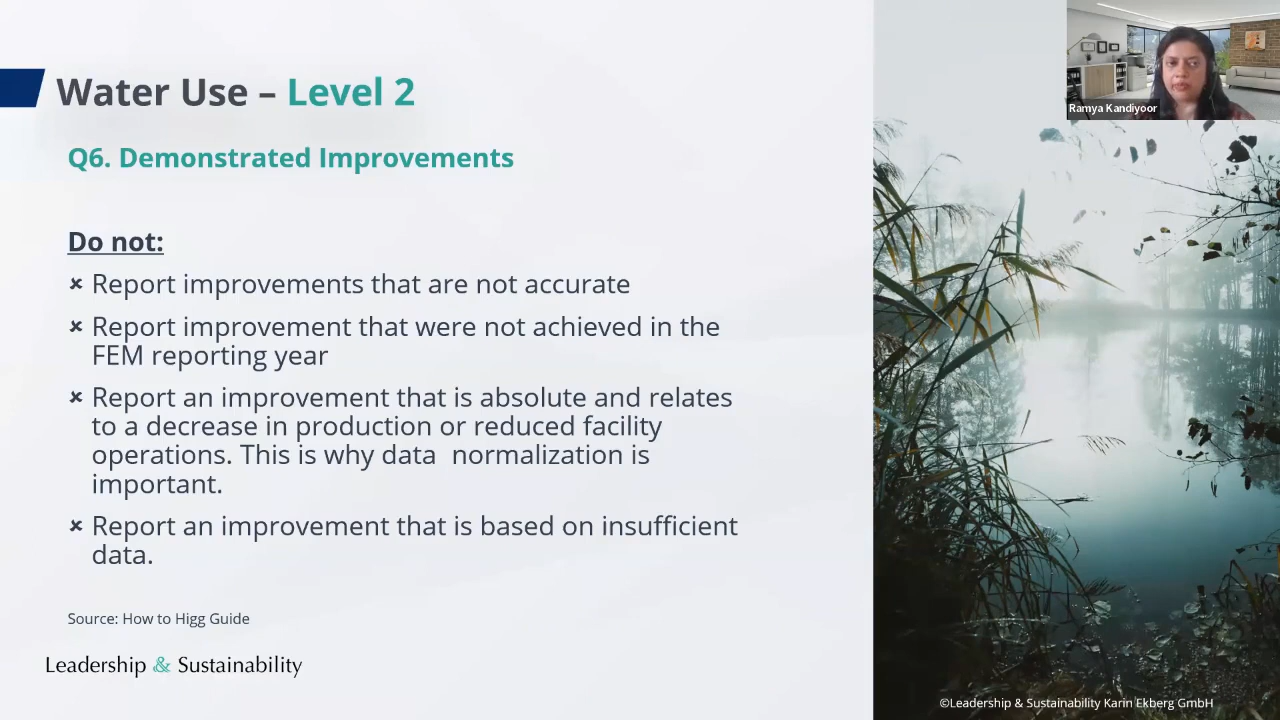 Water Use – Level 2
Ramya Kandiyoor
Q6. Demonstrated Improvements
Do not:
× Report improvements that are not accurate
× Report improvement that were not achieved in the
FEM reporting year
× Report an improvement that is absolute and relates
to a decrease in production or reduced facility
operations. This is why data  normalization is
important.
× Report an improvement that is based on insufficient
data.
Source: How to Higg Guide
Leadership & Sustainability
©Leadership & Sustainability Karin Ekberg GmbH